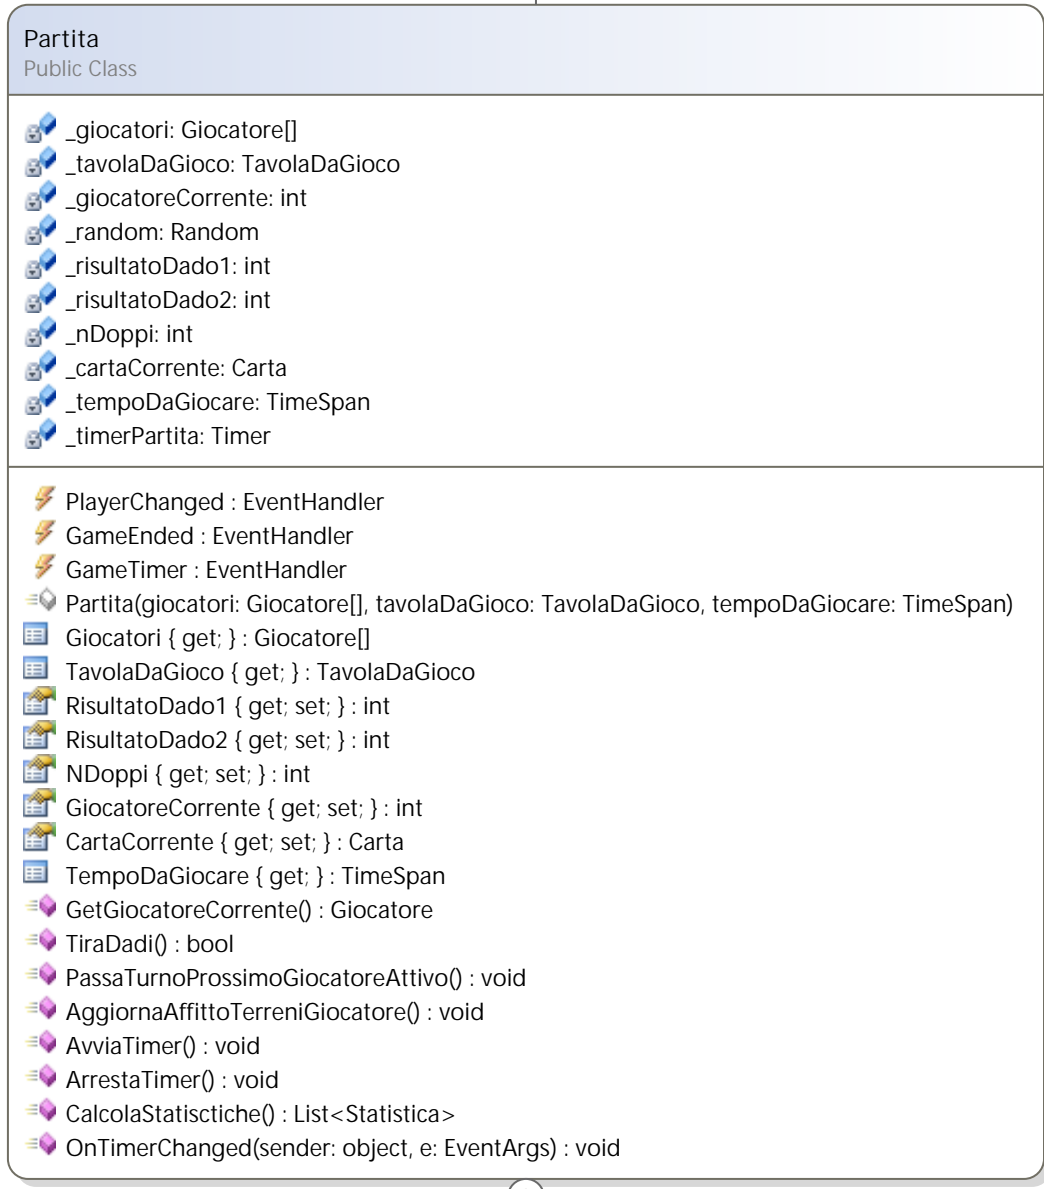 Partita
Public Class
_giocatori: Giocatore[]
_tavolaDaGioco: TavolaDaGioco
_giocatoreCorrente: int
_random: Random
_risultatoDado1: int
_risultatoDado2: int
_nDoppi: int
_cartaCorrente: Carta
_tempoDaGiocare: TimeSpan
_timerPartita: Timer
PlayerChanged : EventHandler
GameEnded : EventHandler
GameTimer : EventHandler
Partita(giocatori: Giocatore[], tavolaDaGioco: TavolaDaGioco, tempoDaGiocare: TimeSpan)
Giocatori { get; } : Giocatore[]
TavolaDaGioco { get; } : TavolaDaGioco
RisultatoDado1 { get; set; } : int
RisultatoDado2 { get; set; } : int
NDoppi { get; set; } : int
GiocatoreCorrente { get; set; } : int
CartaCorrente { get; set; } : Carta
TempoDaGiocare { get; } : TimeSpan
GetGiocatoreCorrente() : Giocatore
TiraDadi() : bool
PassaTurnoProssimoGiocatoreAttivo() : void
AggiornaAffittoTerreniGiocatore() : void
AvviaTimer() : void
ArrestaTimer() : void
CalcolaStatisctiche() : List<Statistica>
OnTimerChanged(sender: object, e: EventArgs) : void